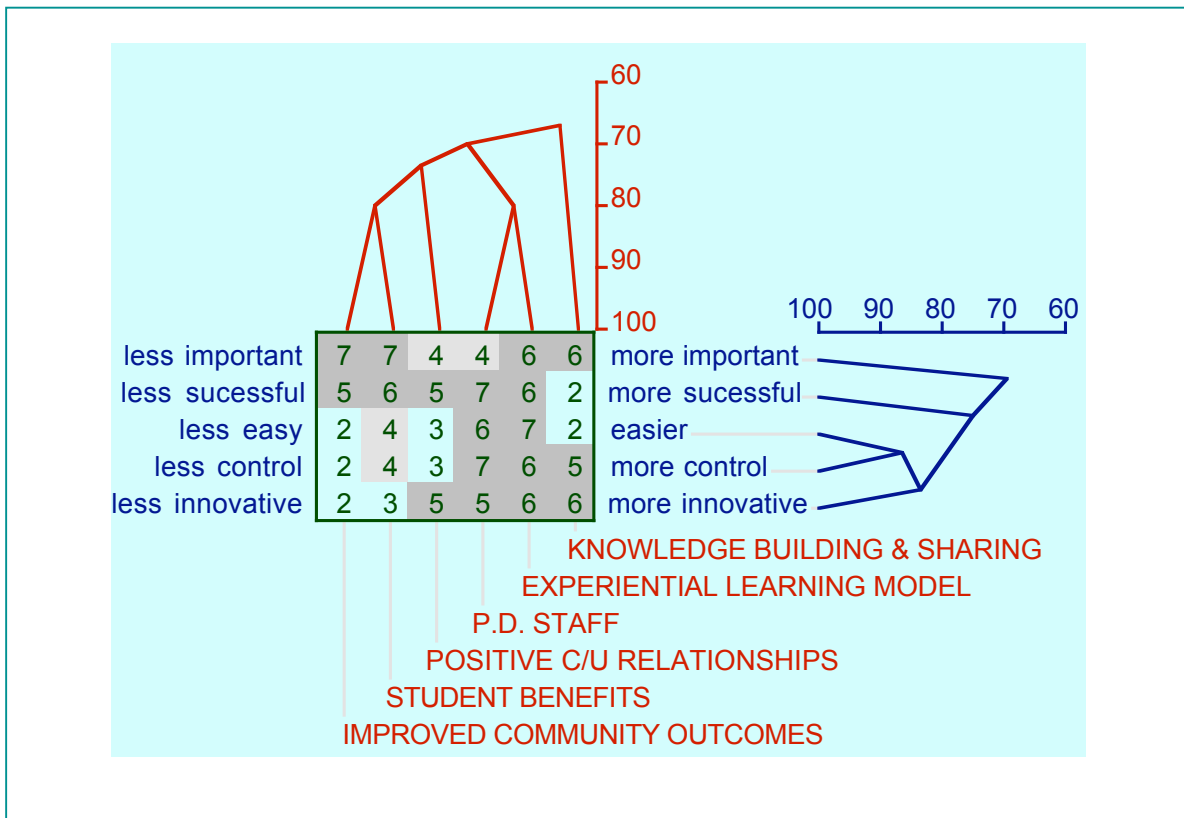 60
70
80
90
100
100 90 80 70 60
less important 7 7 4 4 6 6 more important
less sucessful 5 6 5 7 6 2 more sucessful
less easy 2 4 3 6 7 2 easier
less control 2 4 3 7 6 5 more control
less innovative 2 3 5 5 6 6 more innovative
KNOWLEDGE BUILDING & SHARING
EXPERIENTIAL LEARNING MODEL
P.D. STAFF
POSITIVE C/U RELATIONSHIPS
STUDENT BENEFITS
IMPROVED COMMUNITY OUTCOMES